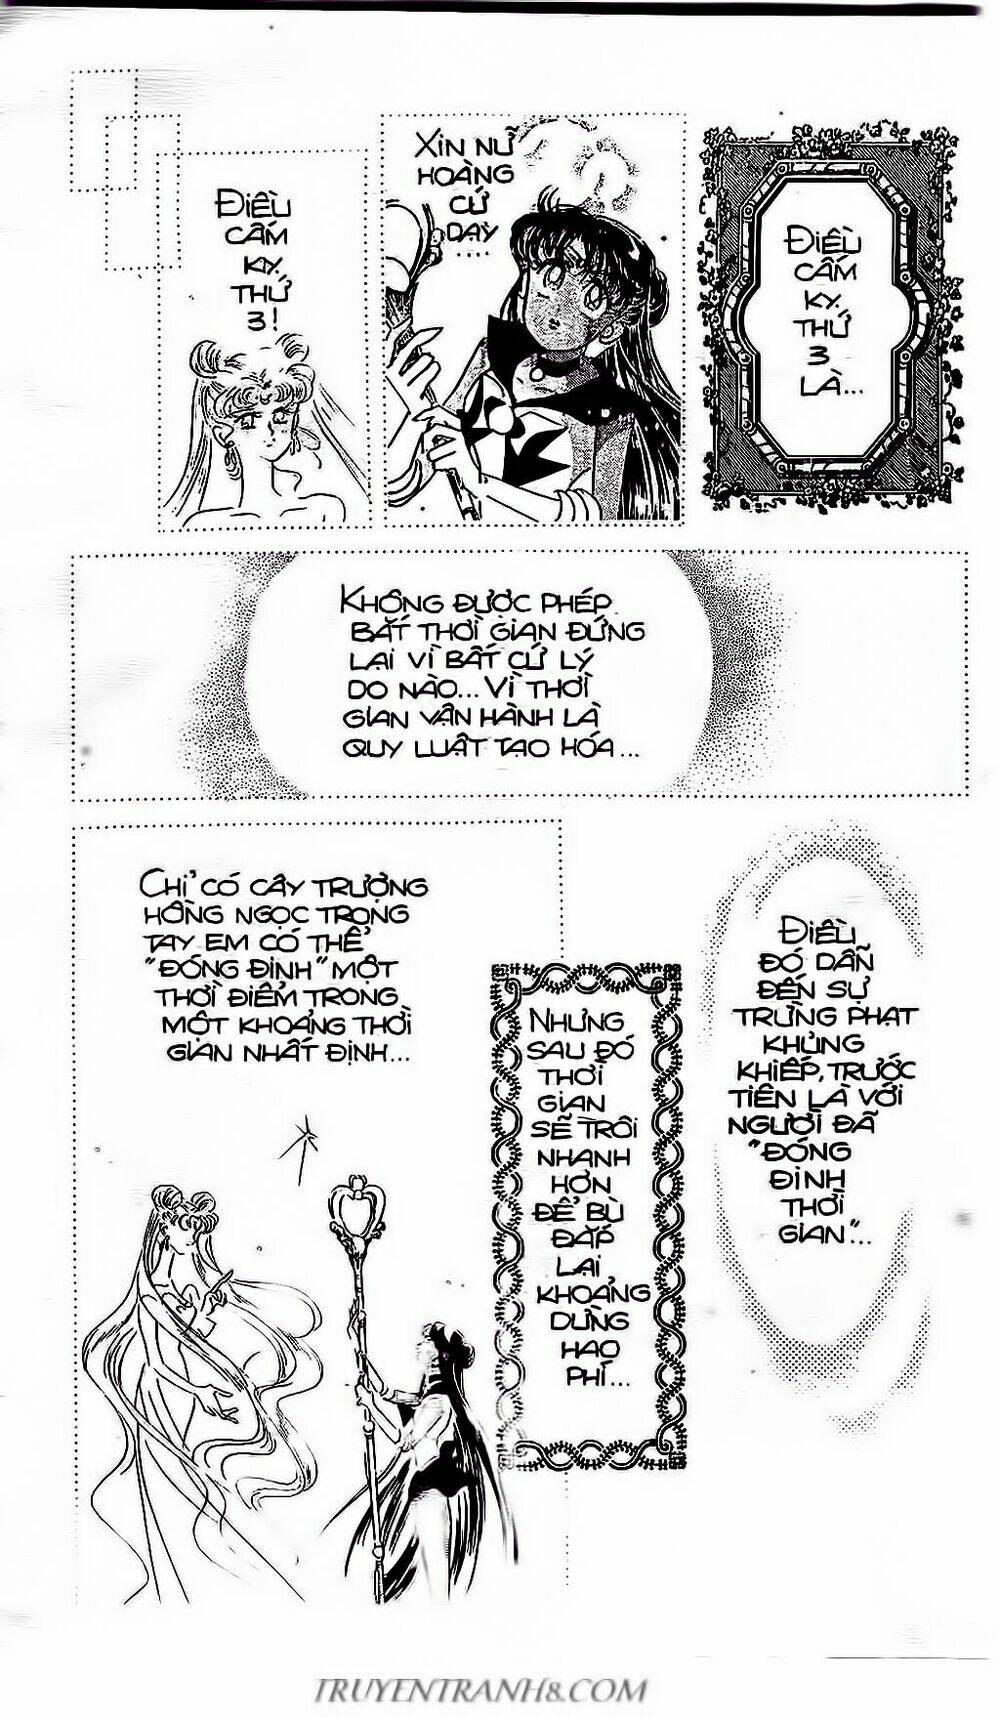 ĐIỀU
CẤM
KỴ
THỨ
3!
XIN NỮ
HOÀNG
CỨ
DẠY
....
ĐIỀU
CẤM
KỴ
THỨ
3
LÀ...
KHÔNG ĐƯỢC PHÉP
BẮT THỜI GIAN ĐỨNG
LẠI VÌ BẤT CỨ LÝ
DO NÀO... VÌ THỜI
GIAN VẬN HÀNH LÀ
QUY LUẬT TẠO HÓA...
CHỈ CÓ CÂY TRƯỢNG
HỒNG NGỌC TRONG
TAY EM CÓ THỂ
"ĐÓNG ĐINH" MỘT
THỜI ĐIỂM TRONG
MỘT KHOẢNG THỜI
GIAN NHẤT ĐỊNH...
NHƯNG
SAU ĐÓ
THỜI
GIAN
SẼ TRÔI
NHANH
HƠN
ĐỂ BÙ
ĐẮP
LẠI
KHOẢNG
DỪNG
HAO
PHÍ...
ĐIỀU
ĐÓ DẪN
ĐẾN SỰ
TRỪNG PHẠT
KHỦNG
KHIẾP, TRƯỚC
TIÊN LÀ VỚI
NGƯỜI ĐÃ
"ĐÓNG
ĐINH
THỜI
GIAN"...
TRUYENTRANH8.COM